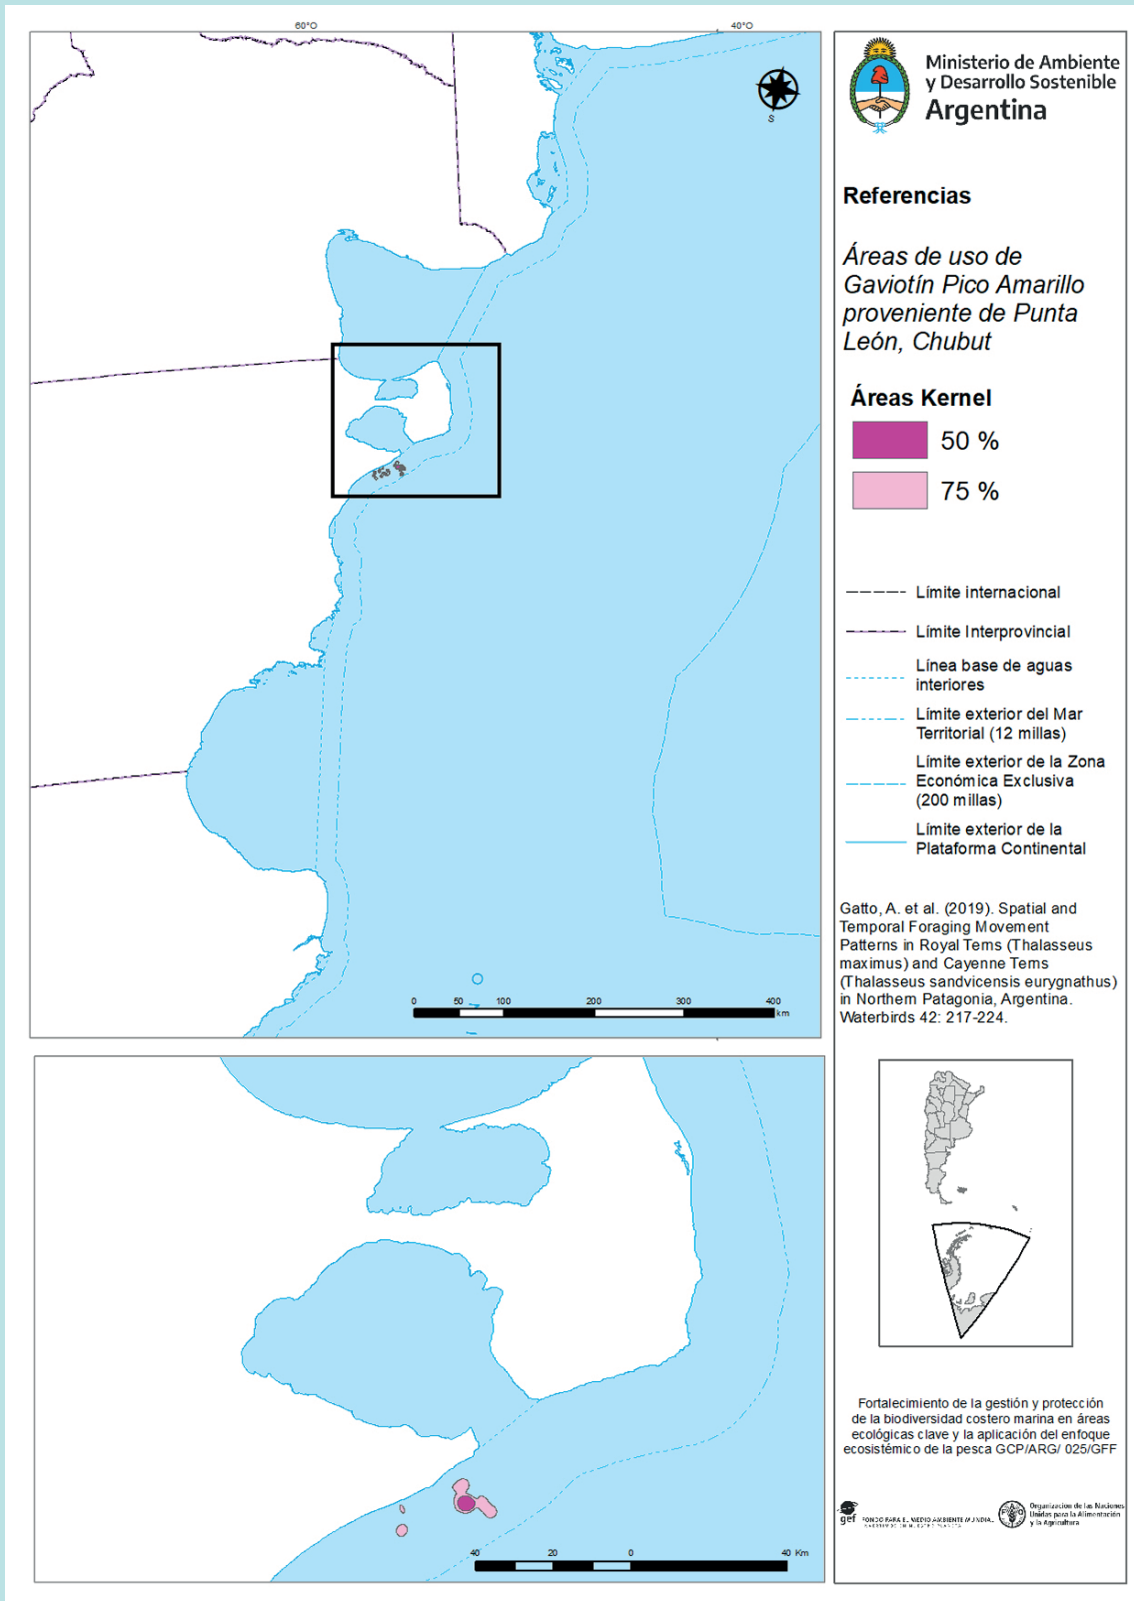 60°O
40°O
S
0 50 100 200 300 400
km
40 20 0 40 Km
Ministerio de Ambiente
y Desarrollo Sostenible
Argentina
Referencias
Áreas de uso de
Gaviotín Pico Amarillo
proveniente de Punta
León, Chubut
Áreas Kernel
50 %
75 %
Límite internacional
Límite Interprovincial
Línea base de aguas
interiores
Límite exterior del Mar
Territorial (12 millas)
Límite exterior de la Zona
Económica Exclusiva
(200 millas)
Límite exterior de la
Plataforma Continental
Gatto, A. et al. (2019). Spatial and
Temporal Foraging Movement
Patterns in Royal Terns (Thalasseus
maximus) and Cayenne Terns
(Thalasseus sandvicensis eurygnathus)
in Northern Patagonia, Argentina.
Waterbirds 42: 217-224.
Fortalecimiento de la gestión y protección
de la biodiversidad costero marina en áreas
ecológicas clave y la aplicación del enfoque
ecosistémico de la pesca GCP/ARG/ 025/GFF
gef
FONDO PARA EL MEDIO AMBIENTE MUNDIAL
Organización de las Naciones
Unidas para la Alimentación
y la Agricultura